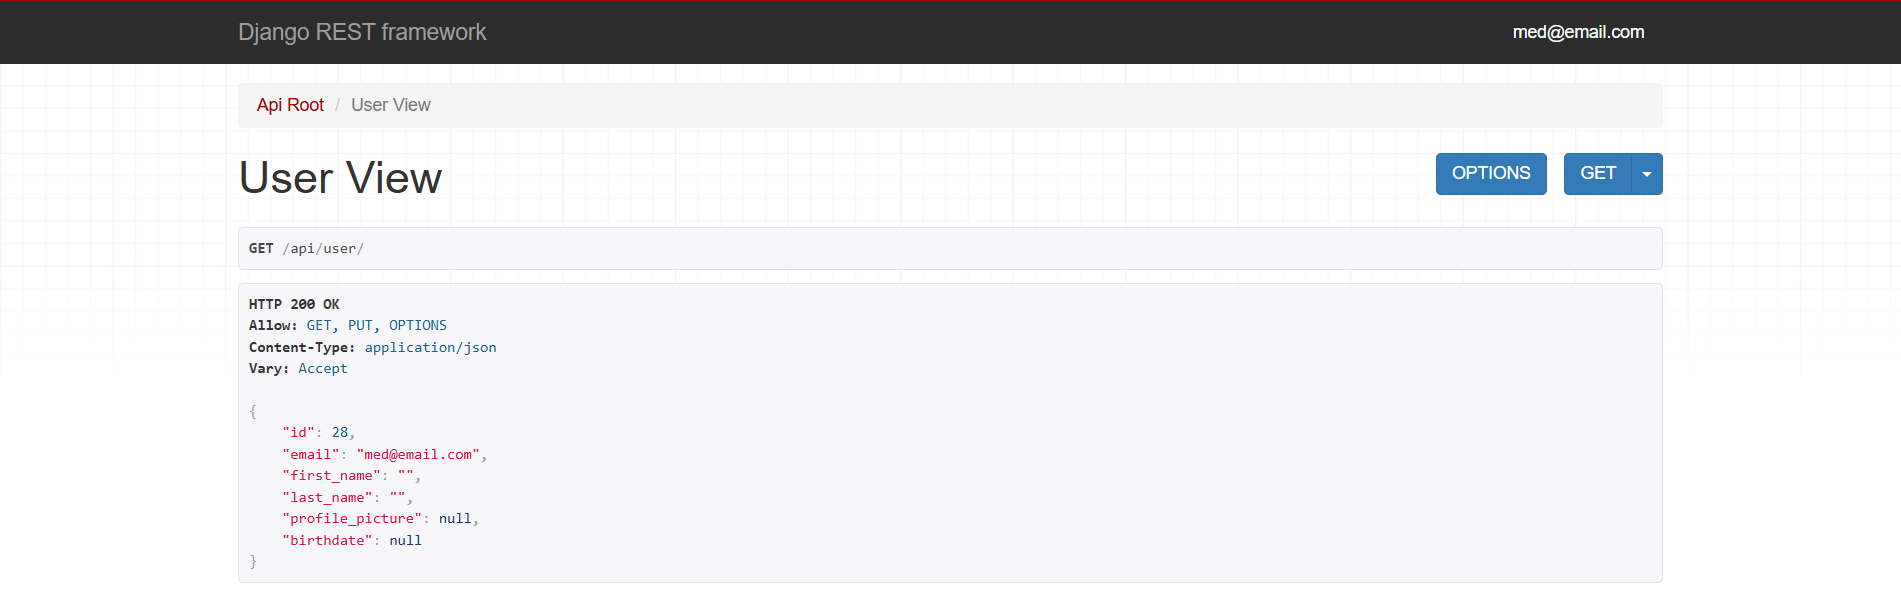 Django REST framework
med@email.com
Api Root / User View
User View
OPTIONS
GET
GET /api/user/
HTTP 200 OK
Allow: GET, PUT, OPTIONS
Content-Type: application/json
Vary: Accept
{
    "id": 28,
    "email": "med@email.com",
    "first_name": "",
    "last_name": "",
    "profile_picture": null,
    "birthdate": null
}